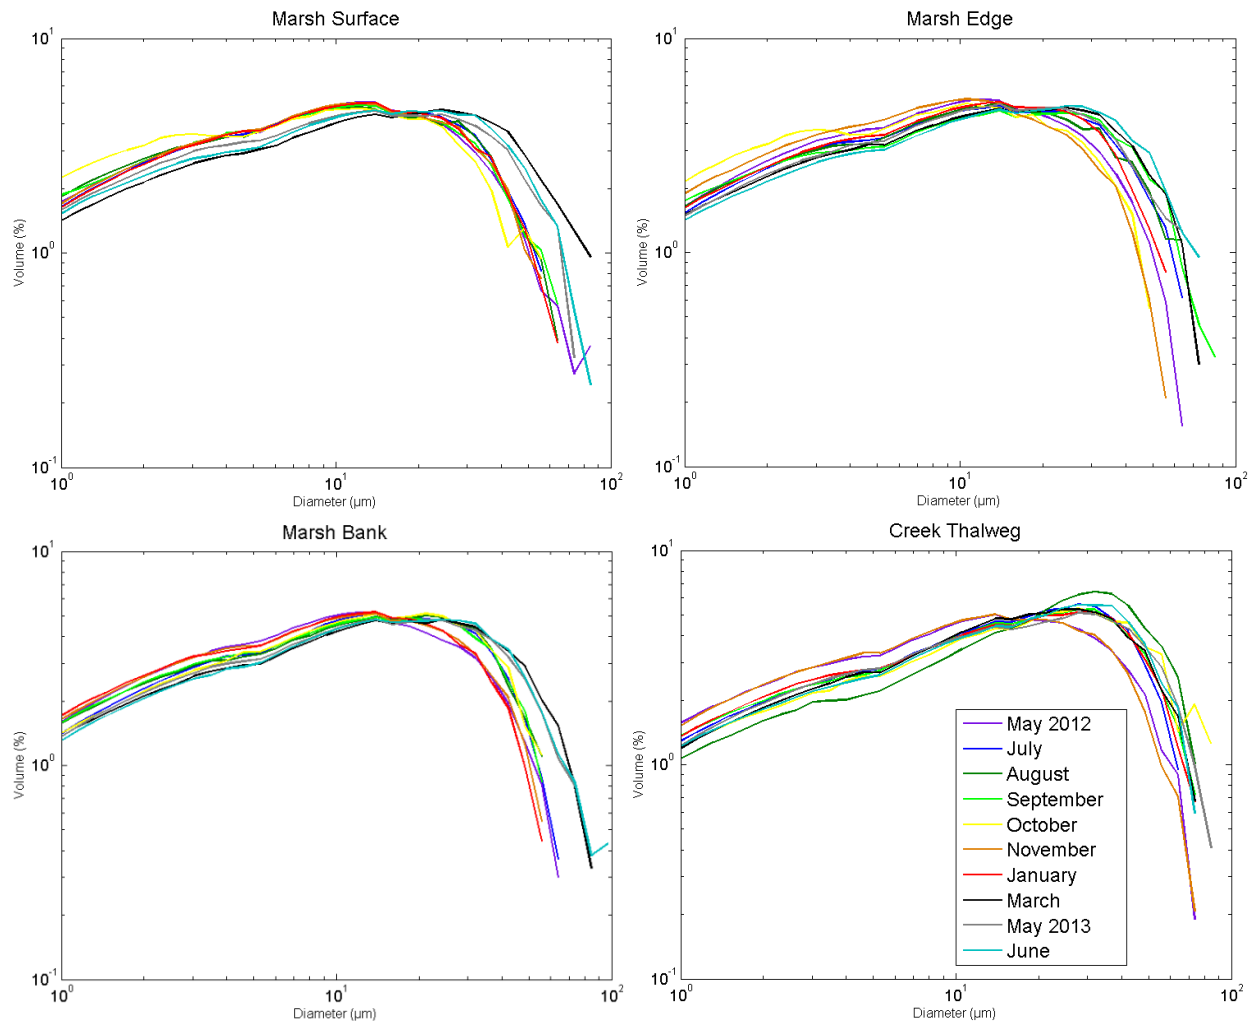 Marsh Surface
10^1
10^0
10^-1
Volume (%)
10^0
10^1
10^2
Diameter (µm)
Marsh Edge
10^1
10^0
10^-1
Volume (%)
10^0
10^1
10^2
Diameter (µm)
Marsh Bank
10^1
10^0
10^-1
Volume (%)
10^0
10^1
10^2
Diameter (µm)
Creek Thalweg
10^1
10^0
10^-1
Volume (%)
10^0
10^1
10^2
Diameter (µm)
May 2012
July
August
September
October
November
January
March
May 2013
June